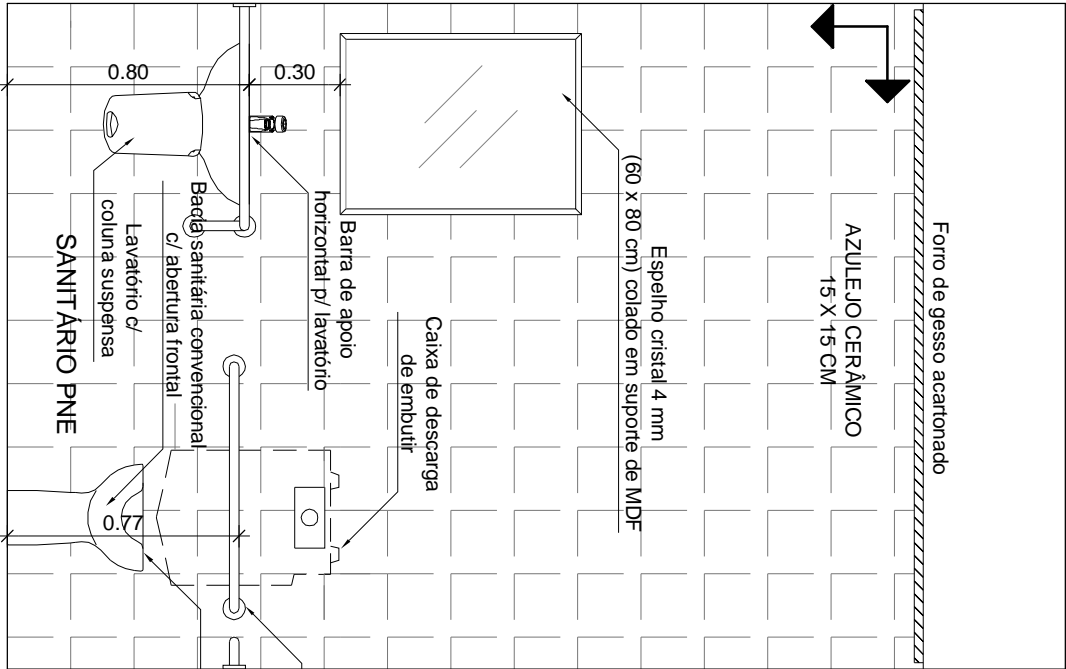 Forro de gesso acartonado
AZULEJO CERÂMICO
15 X 15 CM
Espelho cristal 4 mm
(60 x 80 cm) colado em suporte de MDF
Caixa de descarga
de embutir
Barra de apoio
horizontal p/ lavatório
0.30
0.80
0.77
Bacia sanitária convencional
c/ abertura frontal
Lavatório c/
coluna suspensa
SANITÁRIO PNE